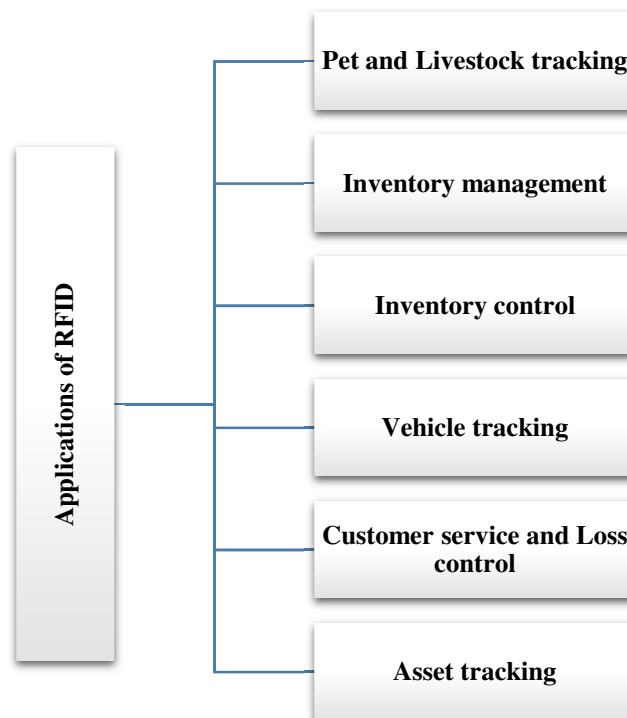 Applications of RFID
Pet and Livestock tracking
Inventory management
Inventory control
Vehicle tracking
Customer service and Loss
control
Asset tracking